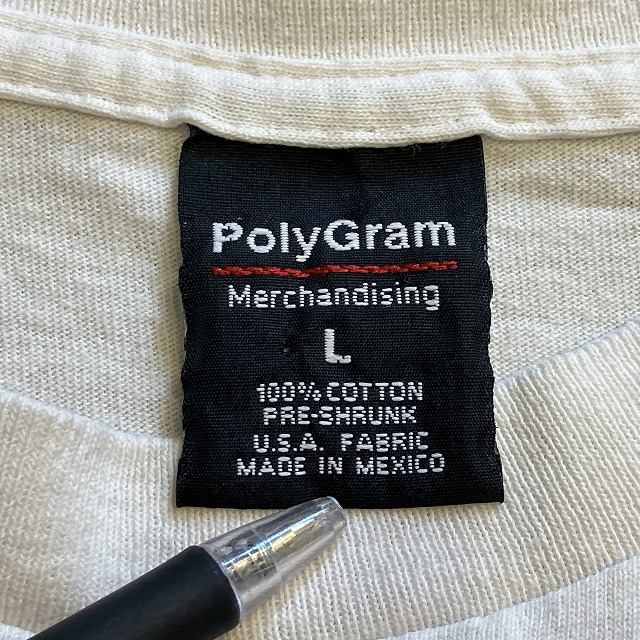 PolyGram
Merchandising
L
100% COTTON
PRE-SHRUNK
U.S.A. FABRIC
MADE IN MEXICO